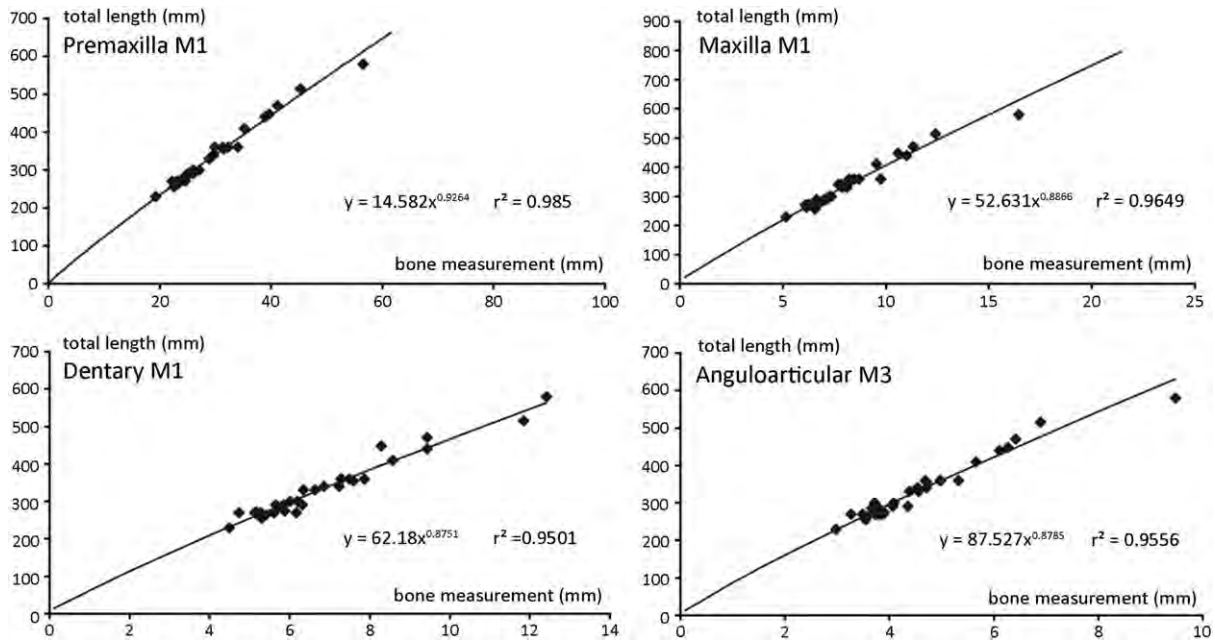 total length (mm)
Premaxilla M1
700
600
500
400
300
200
100
0
y = 14.582x^0.9264 r² = 0.985
bone measurement (mm)
20 40 60 80 100
total length (mm)
Maxilla M1
900
800
700
600
500
400
300
200
100
0
y = 52.631x^0.8866 r² = 0.9649
bone measurement (mm)
0 5 10 15 20 25
total length (mm)
Dentary M1
700
600
500
400
300
200
100
0
y = 62.18x^0.8751 r² =0.9501
bone measurement (mm)
0 2 4 6 8 10 12 14
total length (mm)
Anguloarticular M3
700
600
500
400
300
200
100
0
y = 87.527x^0.8785 r² = 0.9556
bone measurement (mm)
0 2 4 6 8 10